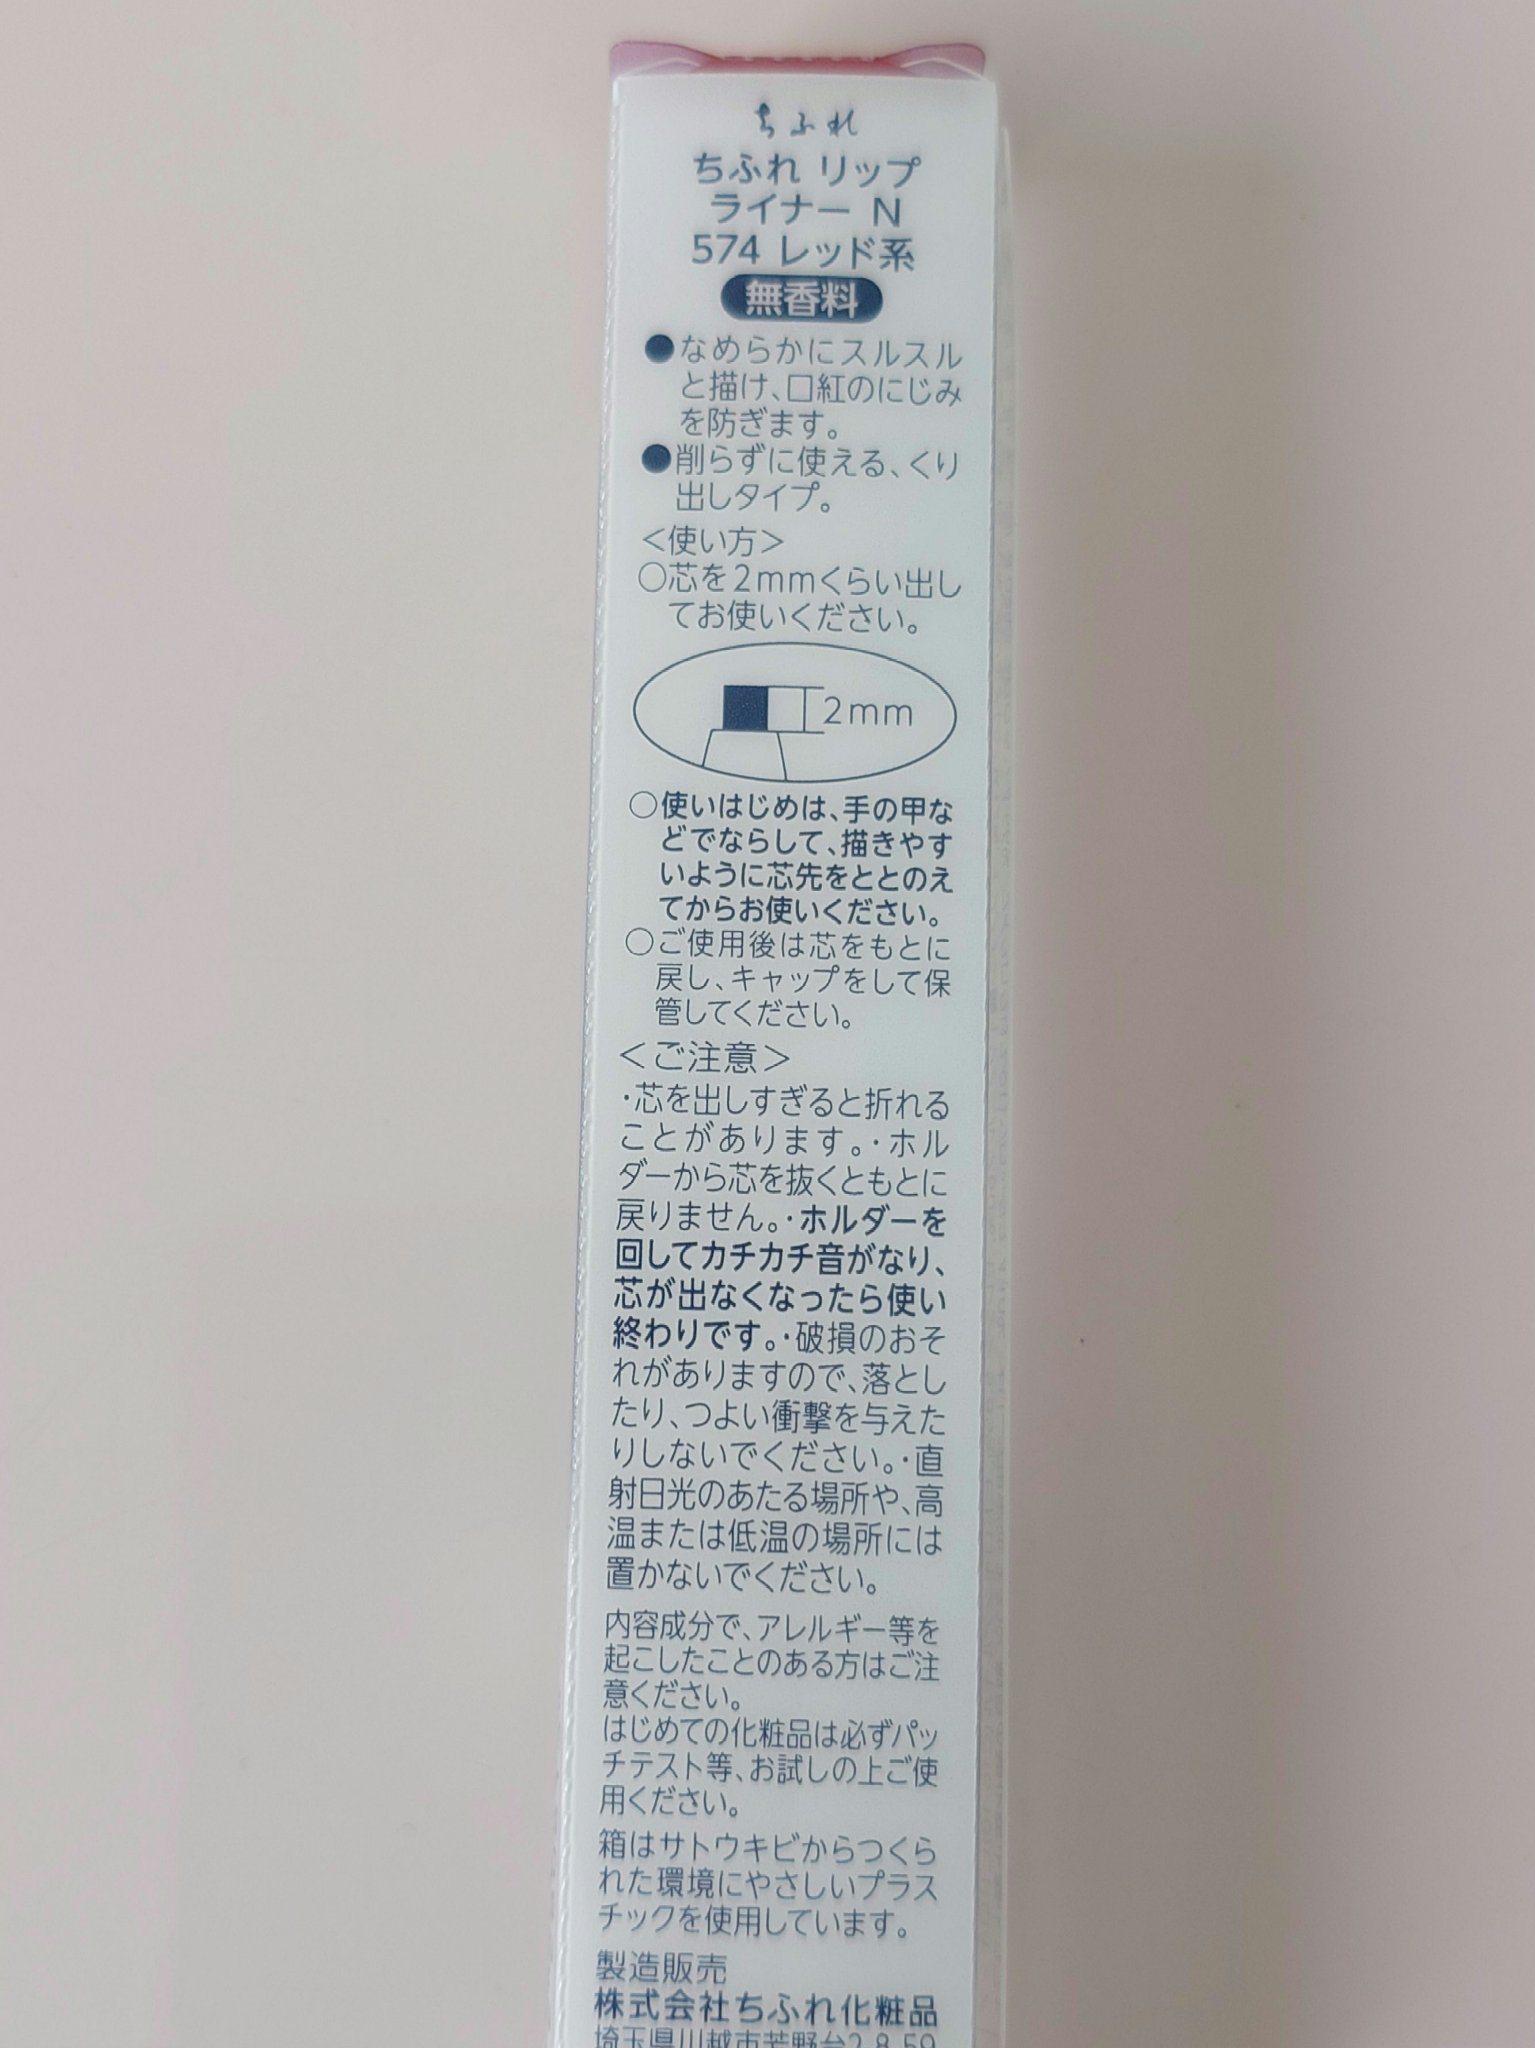 ちふれ
ちふれ リップ
ライナー N
574 レッド系
無香料
●なめらかにスルスル
と描け、口紅のにじみ
を防ぎます。
●削らずに使える、くり
出しタイプ。
＜使い方＞
○芯を2mmくらい出し
てお使いください。
2mm
○使いはじめは、手の甲な
どでならして、描きやす
いように芯先をととのえ
てからお使いください。
○ご使用後は芯をもとに
戻し、キャップをして保
管してください。
＜ご注意＞
・芯を出しすぎると折れる
ことがあります。・ホル
ダーから芯を抜くともとに
戻りません。・ホルダーを
回してカチカチ音がなり、
芯が出なくなったら使い
終わりです。・破損のおそ
れがありますので、落とし
たり、つよい衝撃を与えた
りしないでください。・直
射日光のあたる場所や、高
温または低温の場所には
置かないでください。
内容成分で、アレルギー等を
起こしたことのある方はご注
意ください。
はじめての化粧品は必ずパッ
チテスト等、お試しの上ご使
用ください。
箱はサトウキビからつくら
れた環境にやさしいプラス
チックを使用しています。
製造販売
株式会社ちふれ化粧品
埼玉県川越市芳野台2-8-59